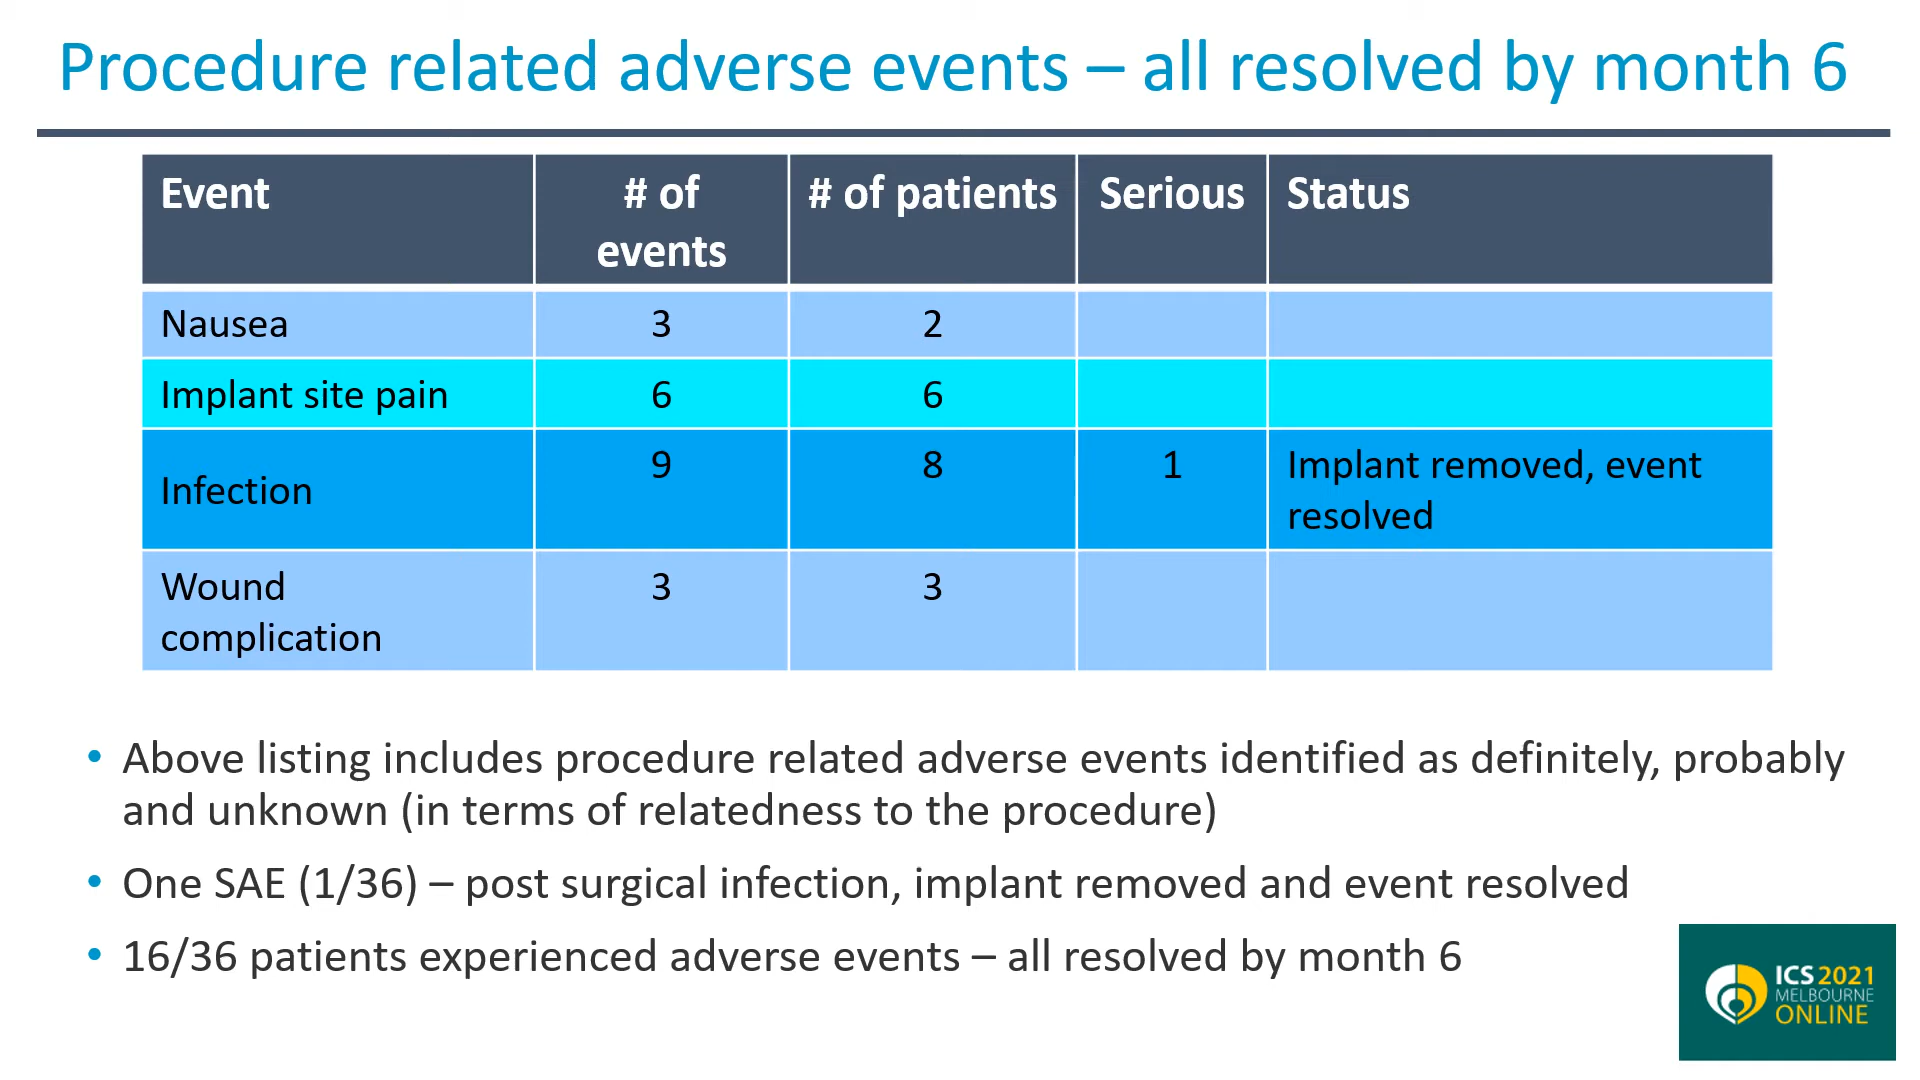 Procedure related adverse events – all resolved by month 6
Event
# of
events
# of patients
Serious
Status
Nausea
3
2
Implant site pain
6
6
Infection
9
8
1
Implant removed, event
resolved
Wound
complication
3
3
• Above listing includes procedure related adverse events identified as definitely, probably
and unknown (in terms of relatedness to the procedure)
• One SAE (1/36) – post surgical infection, implant removed and event resolved
• 16/36 patients experienced adverse events – all resolved by month 6
ICS 2021
MELBOURNE
ONLINE